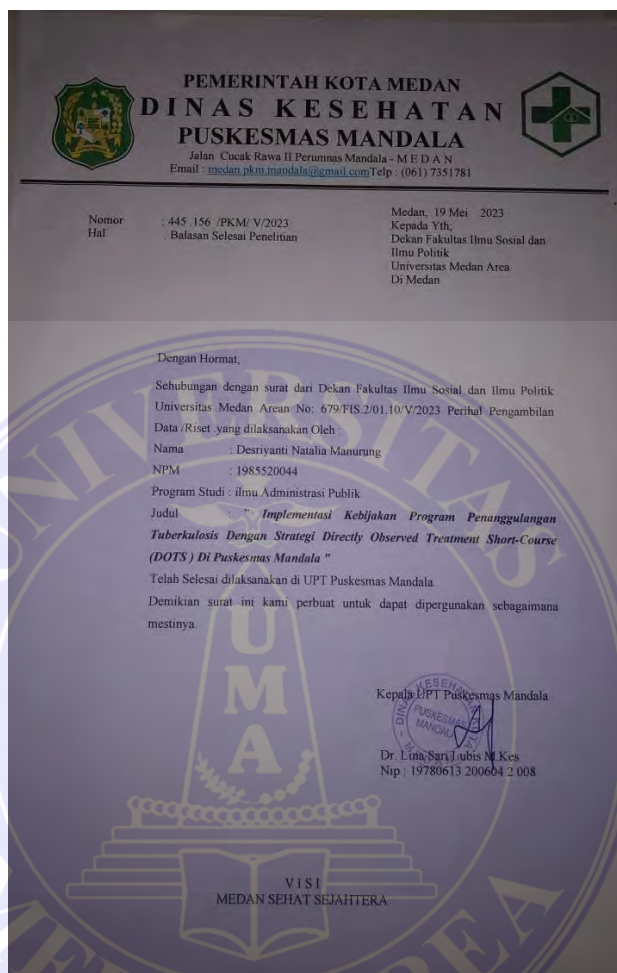 PEMERINTAH KOTA MEDAN
DINAS KESEHATAN
PUSKESMAS MANDALA
Jalan Cucak Rawa II Perumnas Mandala - M E D A N
Email : medan.pkm.mandala@gmail.comTelp : (061) 7351781
Nomor : 445 .156 /PKM/ V/2023
Hal : Balasan Selesai Penelitian
Medan, 19 Mei 2023
Kepada Yth;
Dekan Fakultas Ilmu Sosial dan
Ilmu Politik
Universitas Medan Area
Di Medan
Dengan Hormat,
Sehubungan dengan surat dari Dekan Fakultas Ilmu Sosial dan Ilmu Politik
Universitas Medan Arean No: 679/FIS.2/01.10/V/2023 Perihal Pengambilan
Data /Riset .yang dilaksanakan Oleh :
Nama : Desriyanti Natalia Manurung
NPM : 1985520044
Program Studi : ilmu Administrasi Publik
Judul : " Implementasi Kebijakan Program Penanggulangan
Tuberkulosis Dengan Strategi Directly Observed Treatment Short-Course
(DOTS ) Di Puskesmas Mandala "
Telah Selesai dilaksanakan di UPT Puskesmas Mandala.
Demikian surat ini kami perbuat untuk dapat dipergunakan sebagaimana
mestinya.
Kepala UPT Puskesmas Mandala
PUSKESMAS
MANDALA
Dr. Lina Sari Lubis M.Kes
Nip : 19780613 200604 2 008
V I S I
MEDAN SEHAT SEJAHTERA
UNIVERSITAS
UMA